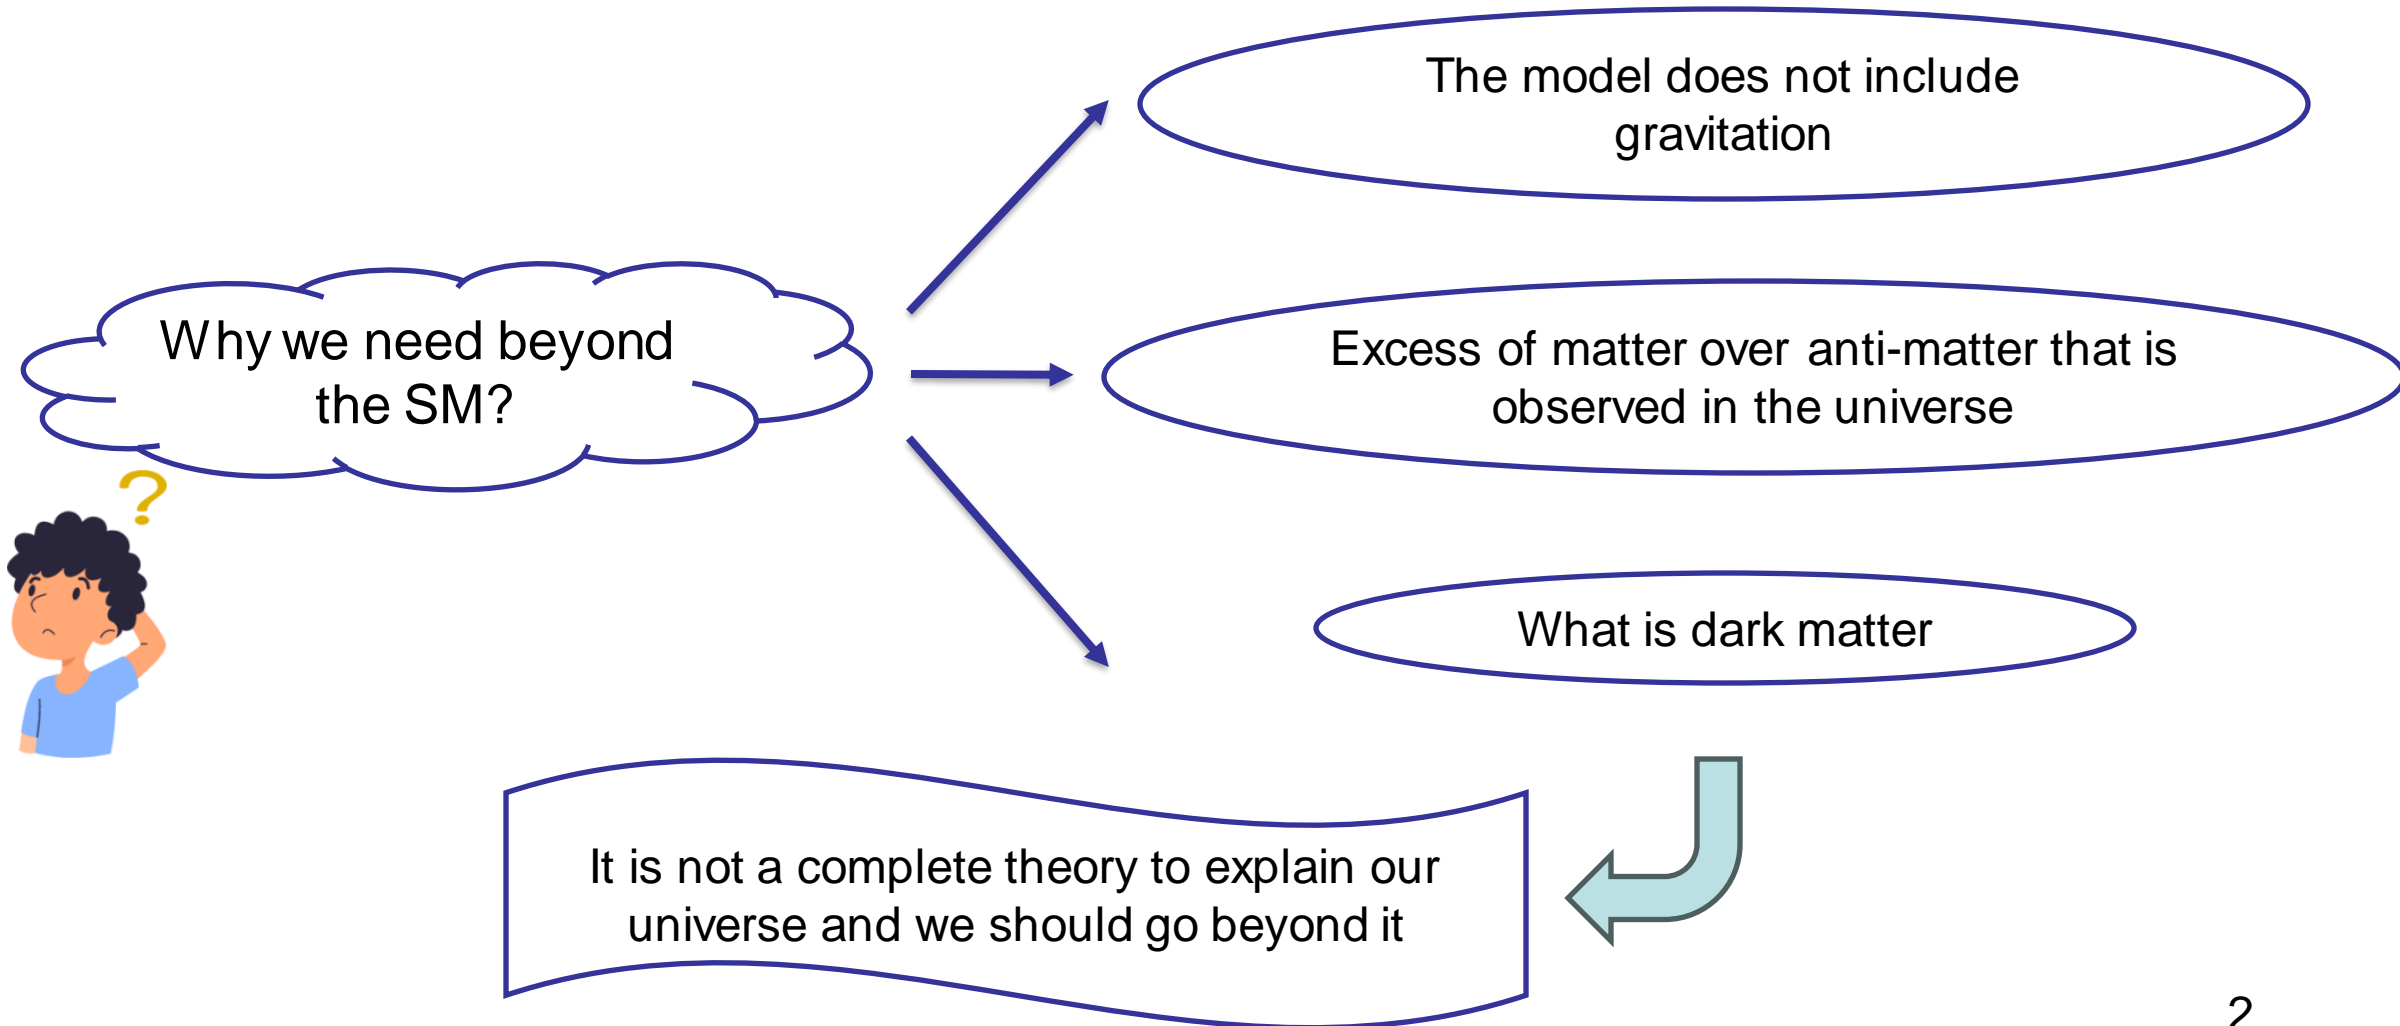 The model does not include
gravitation
Why we need beyond
the SM?
Excess of matter over anti-matter that is
observed in the universe
?
What is dark matter
It is not a complete theory to explain our
universe and we should go beyond it
2